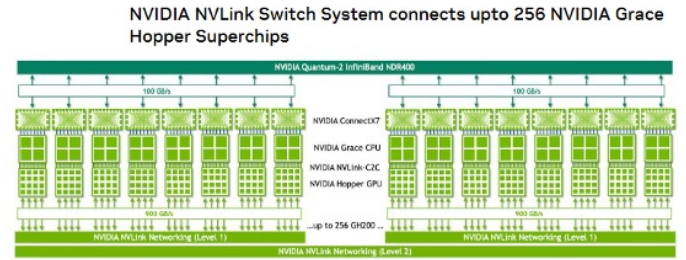 NVIDIA NVLink Switch System connects upto 256 NVIDIA Grace
Hopper Superchips
NVIDIA Quantum-2 InfiniBand NDR400
100 GB/s
100 GB/s
NVIDIA ConnectX7
NVIDIA Grace CPU
NVIDIA NVLink-C2C
NVIDIA Hopper GPU
900 GB/s
900 GB/s
...up to 256 GH200 ...
NVIDIA NVLink Networking (Level 1)
NVIDIA NVLink Networking (Level 1)
NVIDIA NVLink Networking (Level 2)